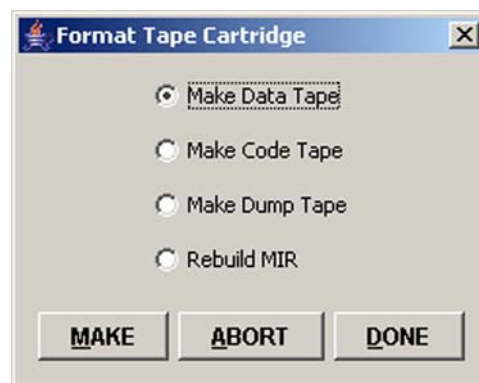 Format Tape Cartridge
Make Data Tape
Make Code Tape
Make Dump Tape
Rebuild MIR
MAKE ABORT DONE